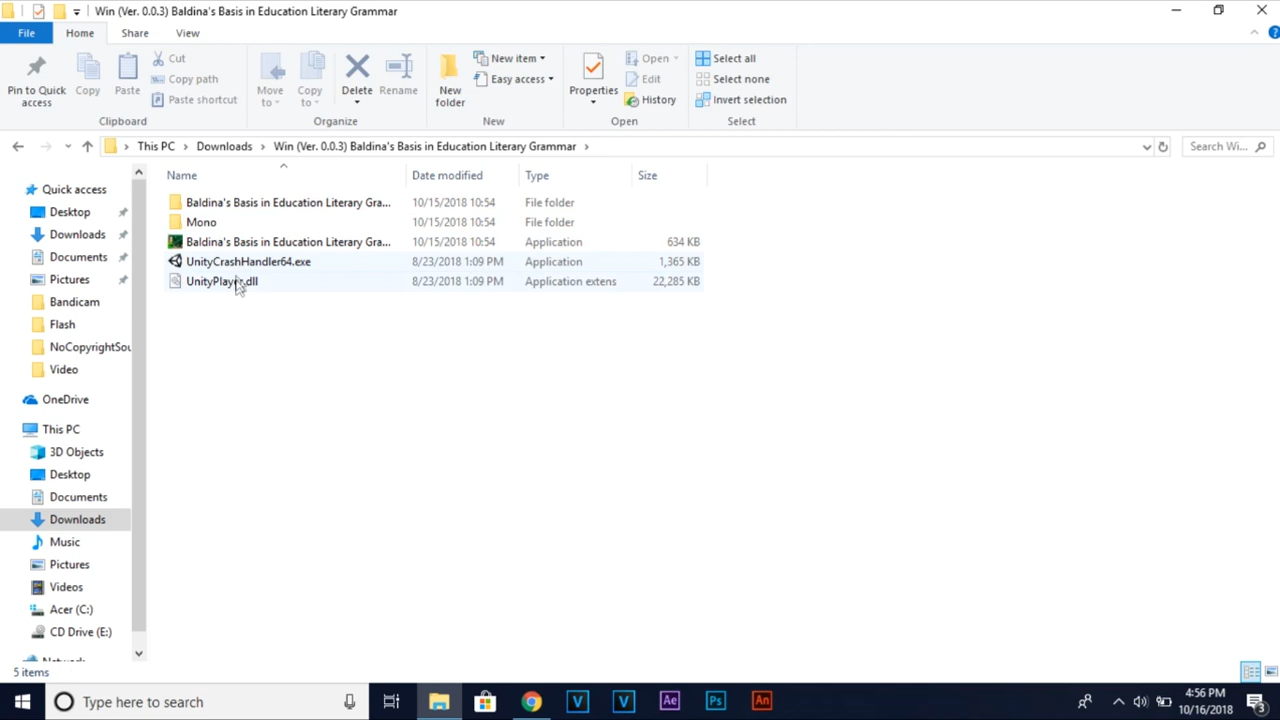 Win (Ver. 0.0.3) Baldina's Basis in Education Literary Grammar
File Home Share View
Pin to Quick access
Copy
Paste
Cut
Copy path
Paste shortcut
Clipboard
Move to
Copy to
Delete
Rename
Organize
New folder
New item
Easy access
New
Properties
Open
Edit
History
Open
Select all
Select none
Invert selection
Select
This PC > Downloads > Win (Ver. 0.0.3) Baldina's Basis in Education Literary Grammar >
Search Wi...
Name Date modified Type Size
Baldina's Basis in Education Literary Gra... 10/15/2018 10:54 File folder
Mono 10/15/2018 10:54 File folder
Baldina's Basis in Education Literary Gra... 10/15/2018 10:54 Application 634 KB
UnityCrashHandler64.exe 8/23/2018 1:09 PM Application 1,365 KB
UnityPlayer.dll 8/23/2018 1:09 PM Application extens 22,285 KB
Quick access
Desktop
Downloads
Documents
Pictures
Bandicam
Flash
NoCopyrightSou
Video
OneDrive
This PC
3D Objects
Desktop
Documents
Downloads
Music
Pictures
Videos
Acer (C:)
CD Drive (E:)
Network
5 items
Type here to search
V
V
Ae
Ps
An
4:56 PM
10/16/2018
3